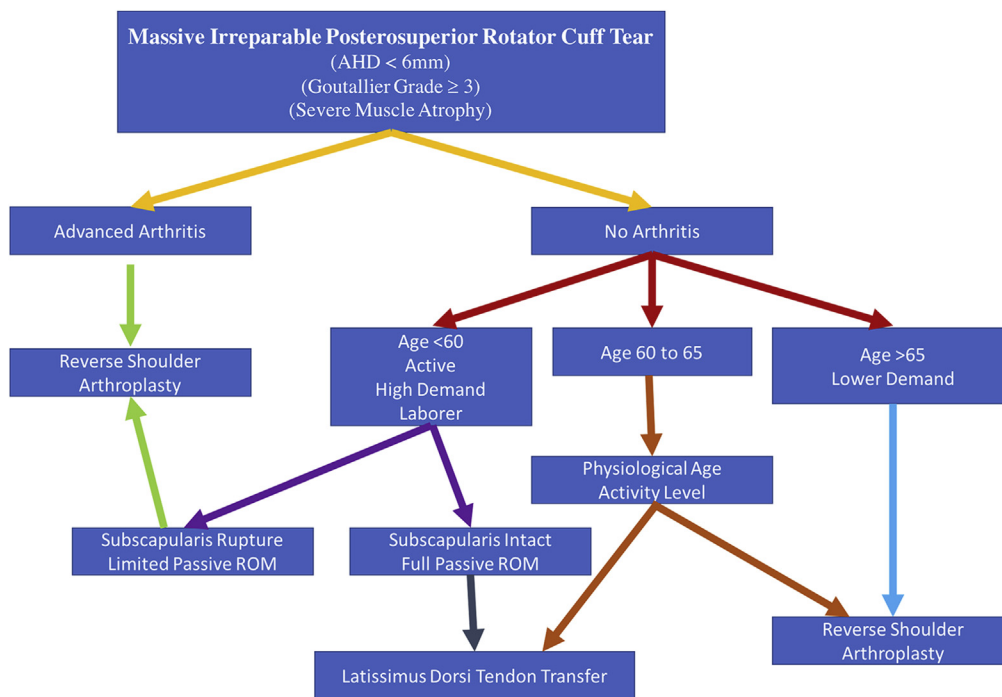 Massive Irreparable Posterosuperior Rotator Cuff Tear
(AHD < 6mm)
(Goutallier Grade ≥ 3)
(Severe Muscle Atrophy)
Advanced Arthritis
No Arthritis
Reverse Shoulder
Arthroplasty
Age <60
Active
High Demand
Laborer
Age 60 to 65
Age >65
Lower Demand
Physiological Age
Activity Level
Subscapularis Rupture
Limited Passive ROM
Subscapularis Intact
Full Passive ROM
Reverse Shoulder
Arthroplasty
Latissimus Dorsi Tendon Transfer